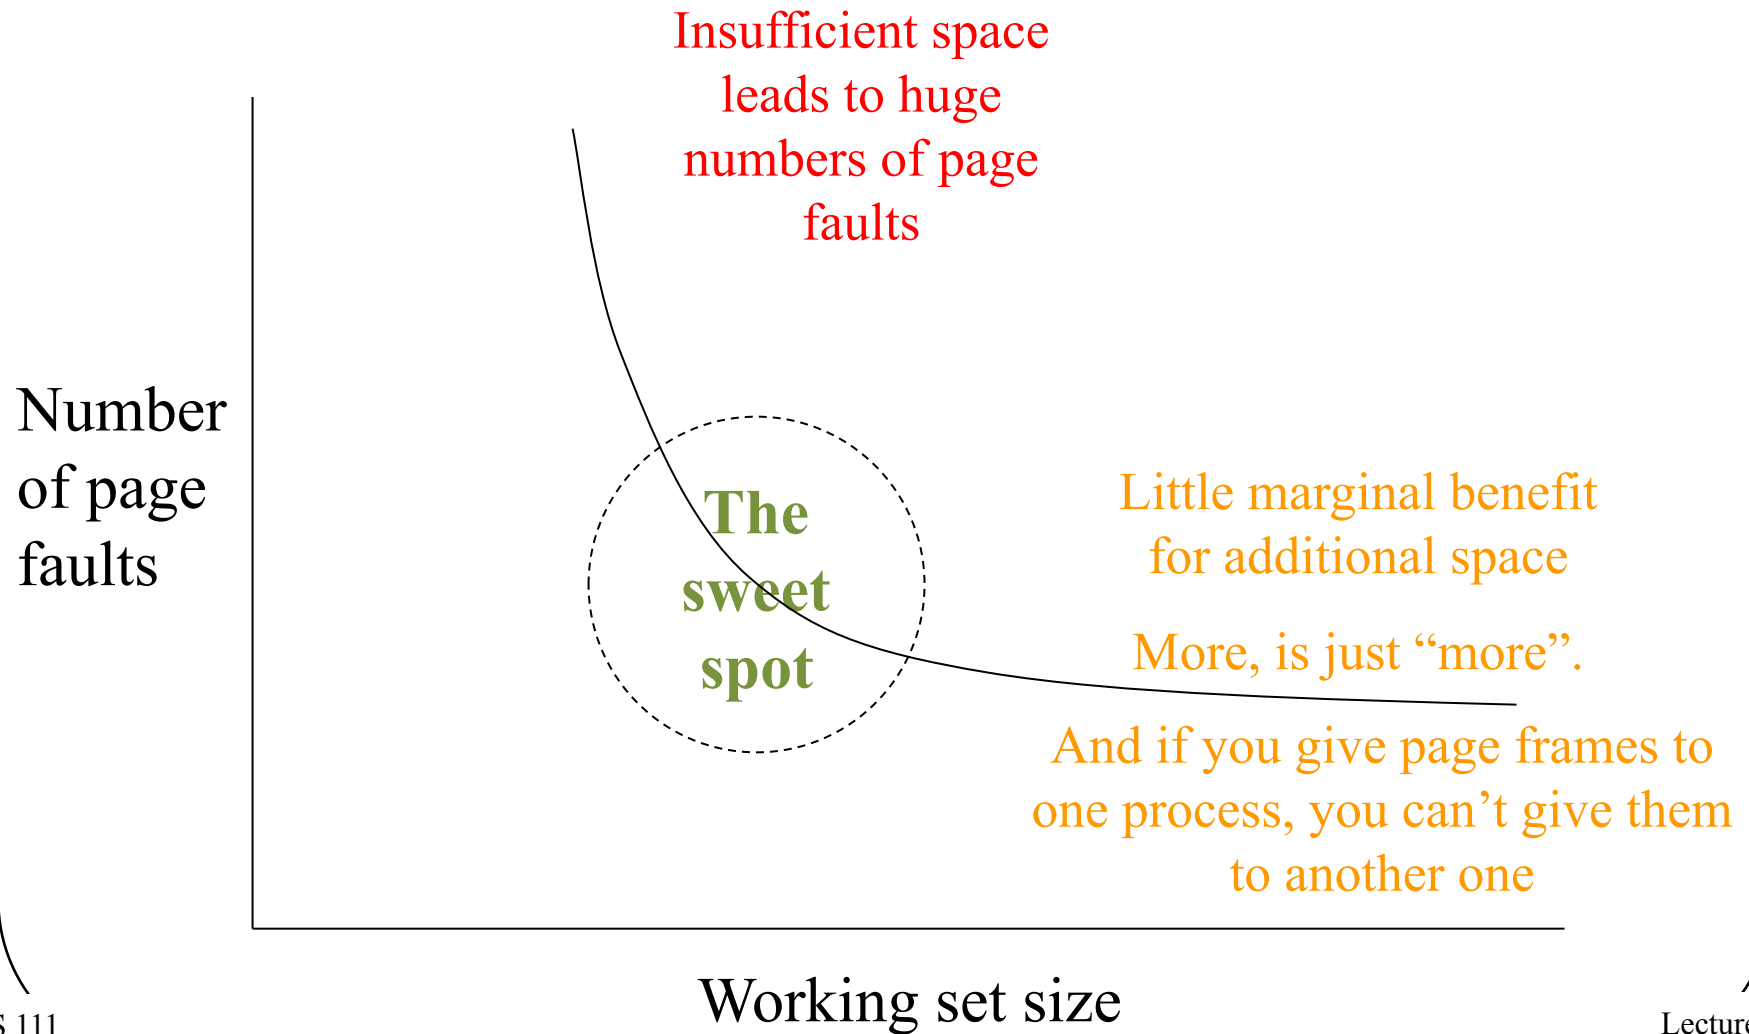 Insufficient space
leads to huge
numbers of page
faults
Number
of page
faults
The
sweet
spot
Little marginal benefit
for additional space
More, is just “more”.
And if you give page frames to
one process, you can’t give them
to another one
Working set size
S 111
Lecture